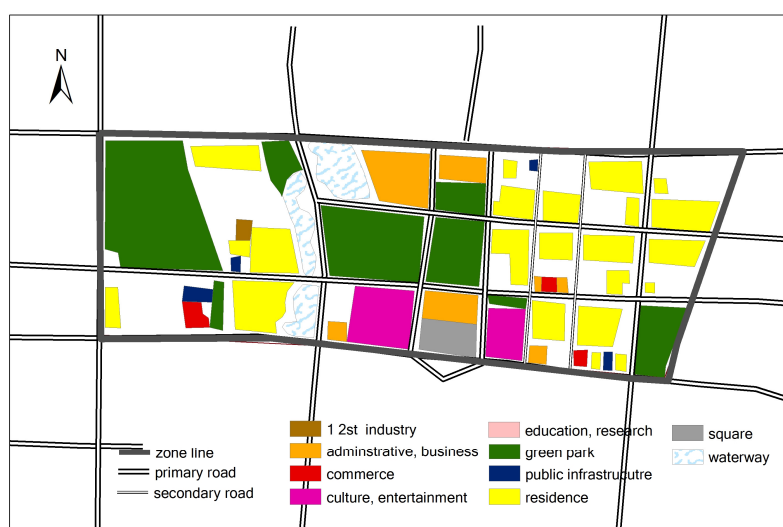 N
zone line
primary road
secondary road
1 2st industry
adminstrative, business
commerce
culture, entertainment
education, research
green park
public infrastrucutre
residence
square
waterway